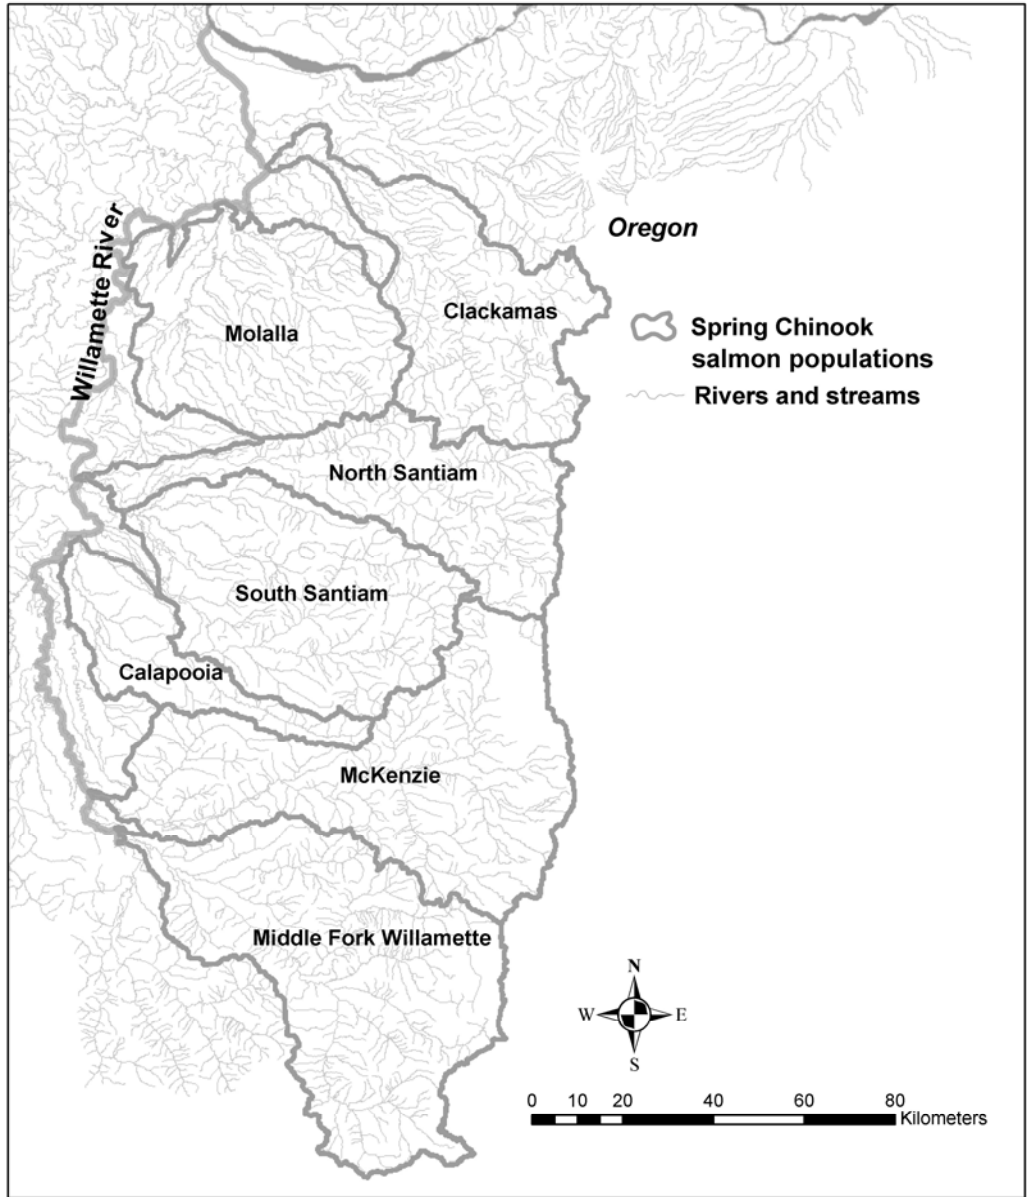 Oregon
Willamette River
Clackamas
Molalla
Spring Chinook
salmon populations
Rivers and streams
North Santiam
South Santiam
Calapooia
McKenzie
Middle Fork Willamette
N
W
E
S
0 10 20 40 60 80
Kilometers